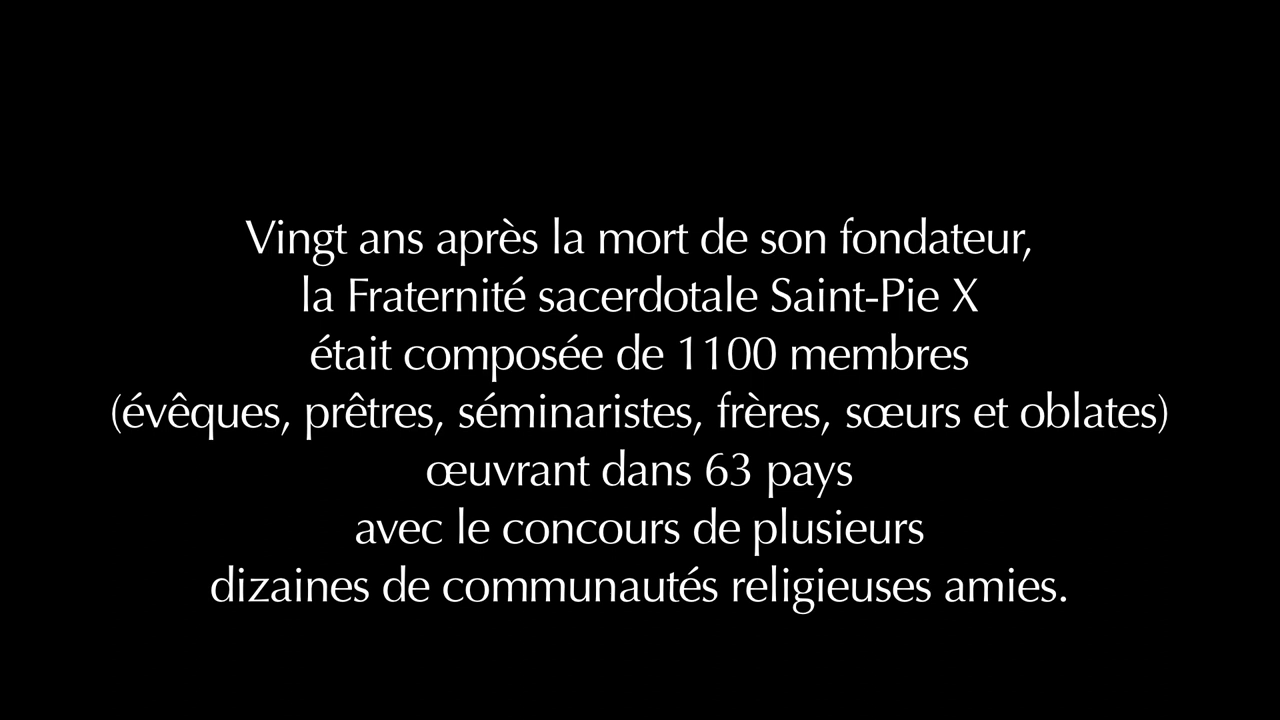 Vingt ans après la mort de son fondateur,
la Fraternité sacerdotale Saint-Pie X
était composée de 1100 membres
(évêques, prêtres, séminaristes, frères, sœurs et oblates)
œuvrant dans 63 pays
avec le concours de plusieurs
dizaines de communautés religieuses amies.